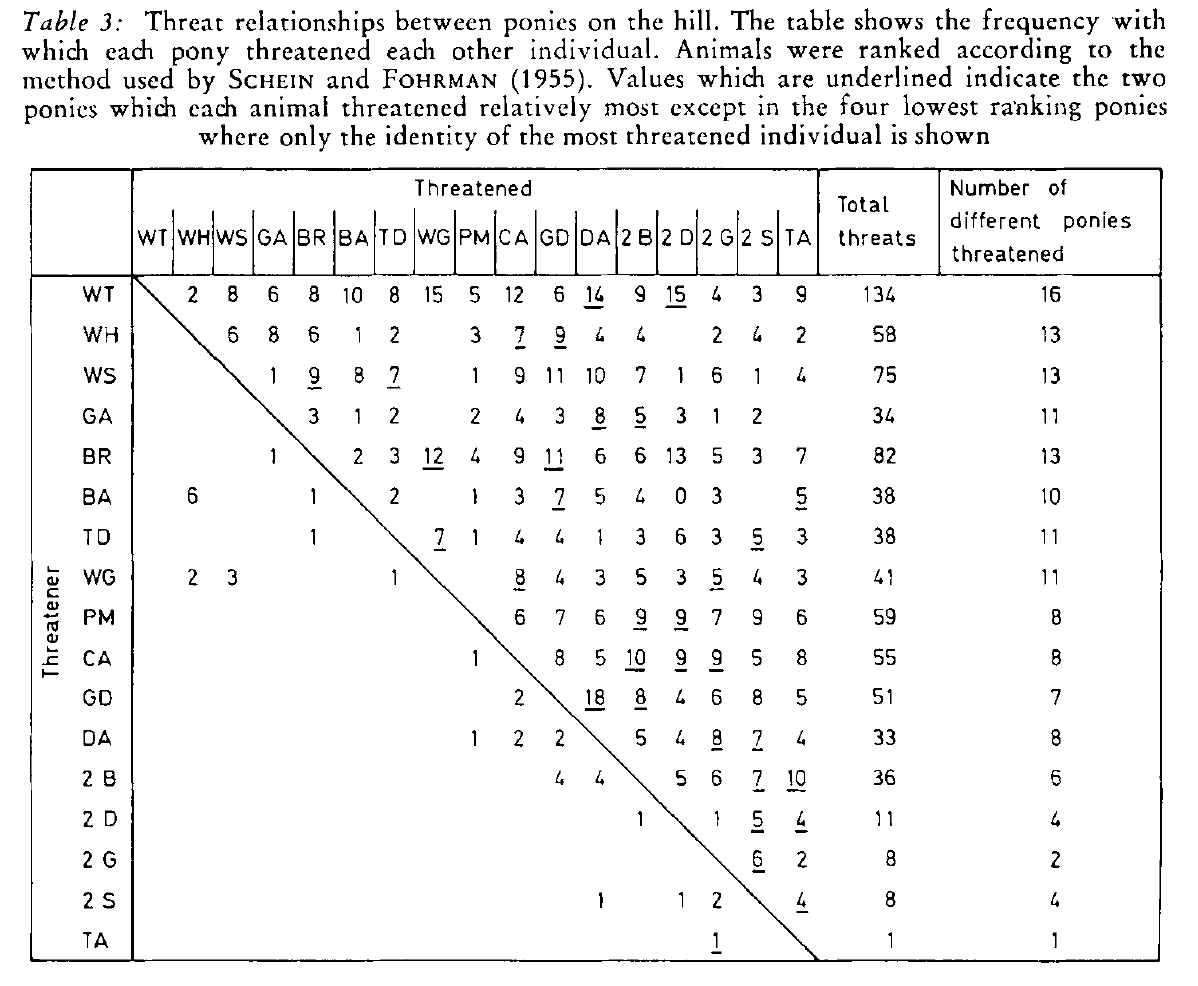 Table 3: Threat relationships between ponies on the hill. The table shows the frequency with
which each pony threatened each other individual. Animals were ranked according to the
method used by SCHEIN and FOHRMAN (1955). Values which are underlined indicate the two
ponies which each animal threatened relatively most except in the four lowest ranking ponies
where only the identity of the most threatened individual is shown
Threatened
Total threats
Number of different ponies threatened
WT WH WS GA BR BA TD WG PM CA GD DA 2 B 2 D 2 G 2 S TA
Threatener
WT 2 8 6 8 10 8 15 5 12 6 14 9 15 4 3 9 134 16
WH 6 8 6 1 2 3 7 9 4 4 2 4 2 58 13
WS 1 9 8 7 1 9 11 10 7 1 6 1 4 75 13
GA 3 1 2 2 4 3 8 5 3 1 2 34 11
BR 1 2 3 12 4 9 11 6 6 13 5 3 7 82 13
BA 6 1 2 1 3 7 5 4 0 3 5 38 10
TD 1 7 1 4 4 1 3 6 3 5 3 38 11
WG 2 3 1 8 4 3 5 3 5 4 3 41 11
PM 6 7 6 9 9 7 9 6 59 8
CA 1 8 5 10 9 9 5 8 55 8
GD 2 18 8 4 6 8 5 51 7
DA 1 2 2 5 4 8 7 4 33 8
2 B 4 4 5 6 7 10 36 6
2 D 1 1 5 4 11 4
2 G 6 2 8 2
2 S 1 1 2 4 8 4
TA 1 1 1